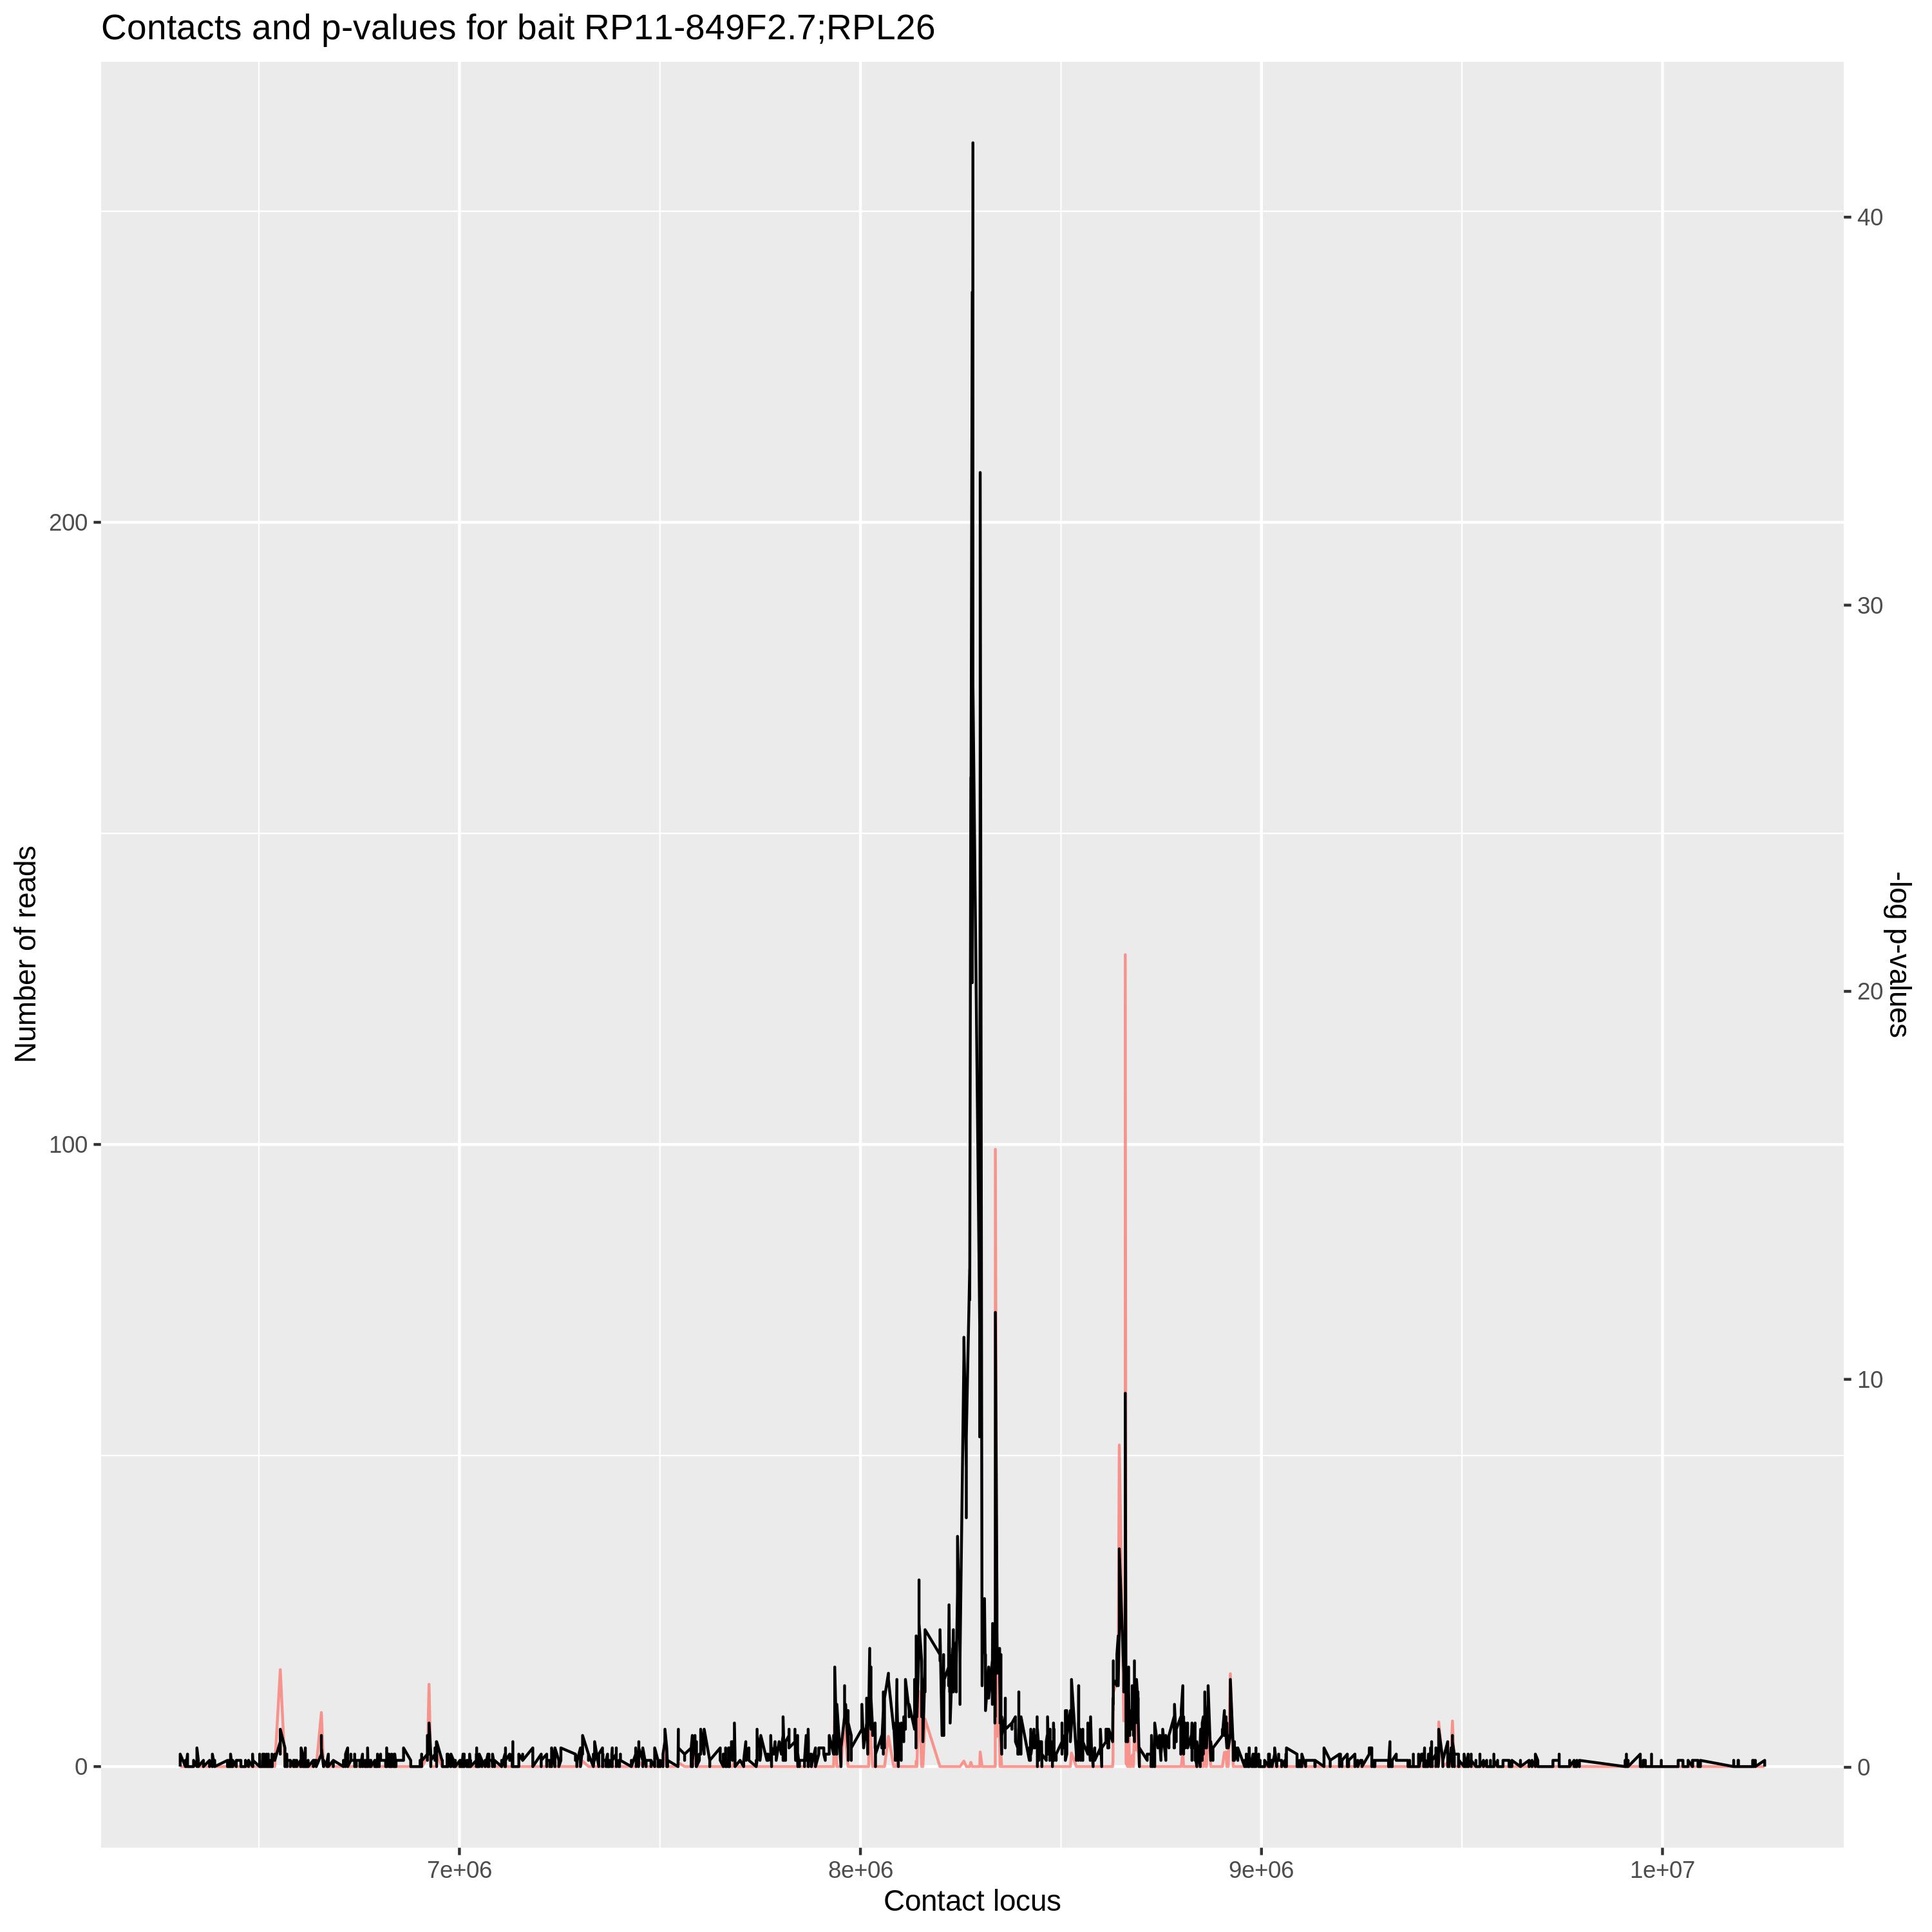 Contacts and p-values for bait RP11-849F2.7;RPL26
Number of reads
200
100
0
40
30
20
10
0
-log p-values
7e+06
8e+06
9e+06
1e+07
Contact locus